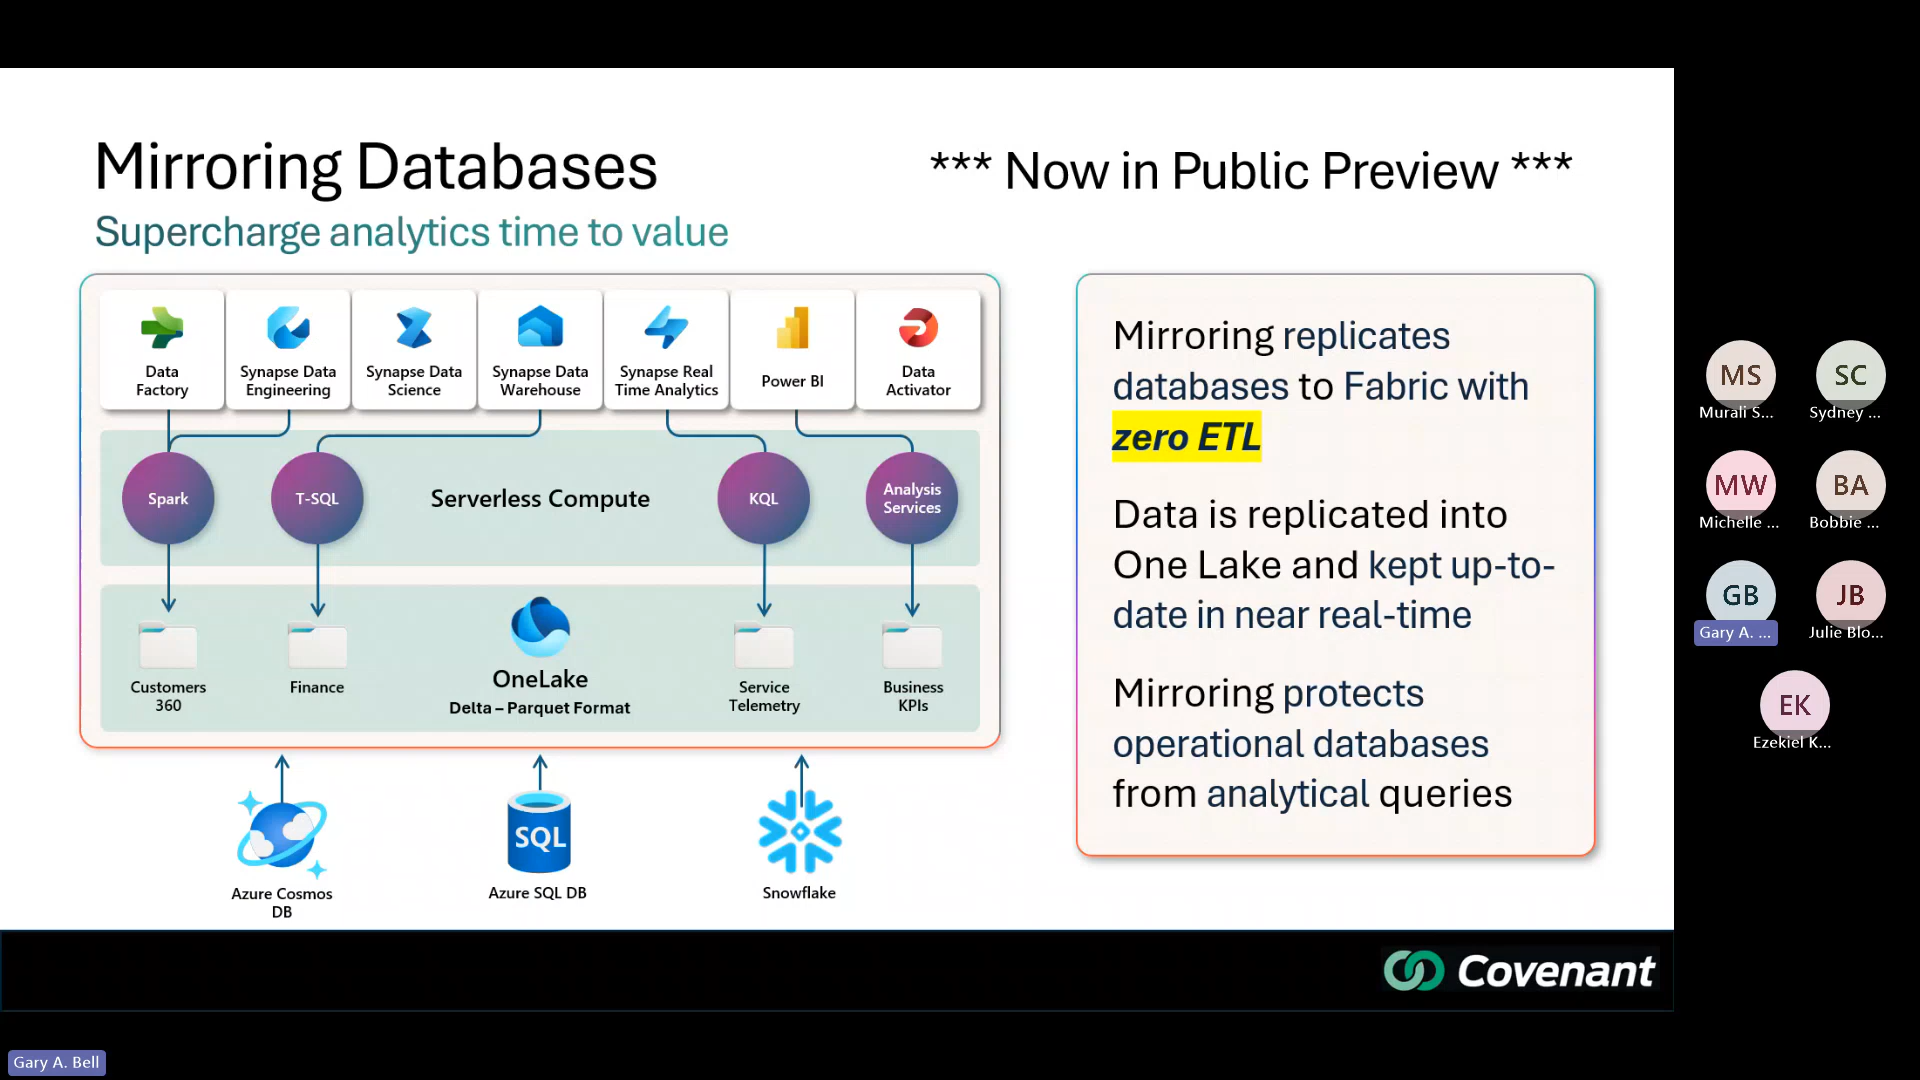 Mirroring Databases
*** Now in Public Preview ***
Supercharge analytics time to value
Data
Factory
Synapse Data
Engineering
Synapse Data
Science
Synapse Data
Warehouse
Synapse Real
Time Analytics
Power BI
Data
Activator
Spark
T-SQL
Serverless Compute
KQL
Analysis
Services
Customers
360
Finance
OneLake
Delta – Parquet Format
Service
Telemetry
Business
KPIs
Azure Cosmos
DB
SQL
Azure SQL DB
Snowflake
Mirroring replicates
databases to Fabric with
zero ETL
Data is replicated into
One Lake and kept up-to-
date in near real-time
Mirroring protects
operational databases
from analytical queries
Covenant
MS
Murali S...
SC
Sydney ...
MW
Michelle ...
BA
Bobbie ...
GB
Gary A. ...
JB
Julie Blo...
EK
Ezekiel K...
Gary A. Bell